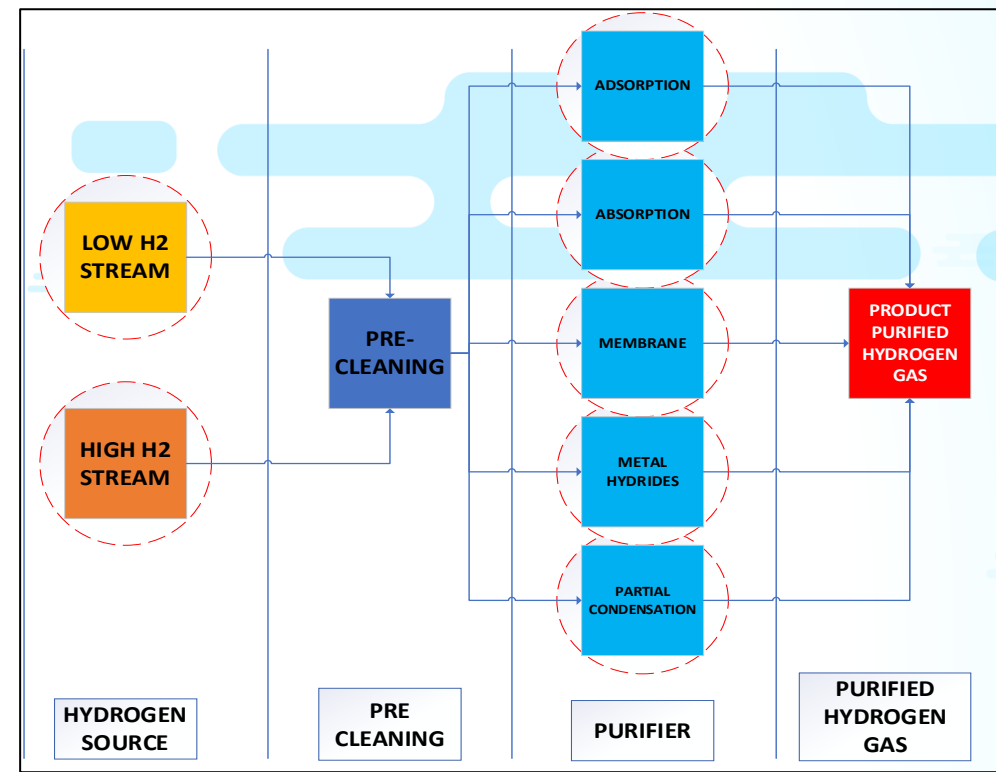 LOW H2
STREAM
HIGH H2
STREAM
PRE-
CLEANING
ADSORPTION
ABSORPTION
MEMBRANE
METAL
HYDRIDES
PARTIAL
CONDENSATION
PRODUCT
PURIFIED
HYDROGEN
GAS
HYDROGEN
SOURCE
PRE
CLEANING
PURIFIER
PURIFIED
HYDROGEN
GAS